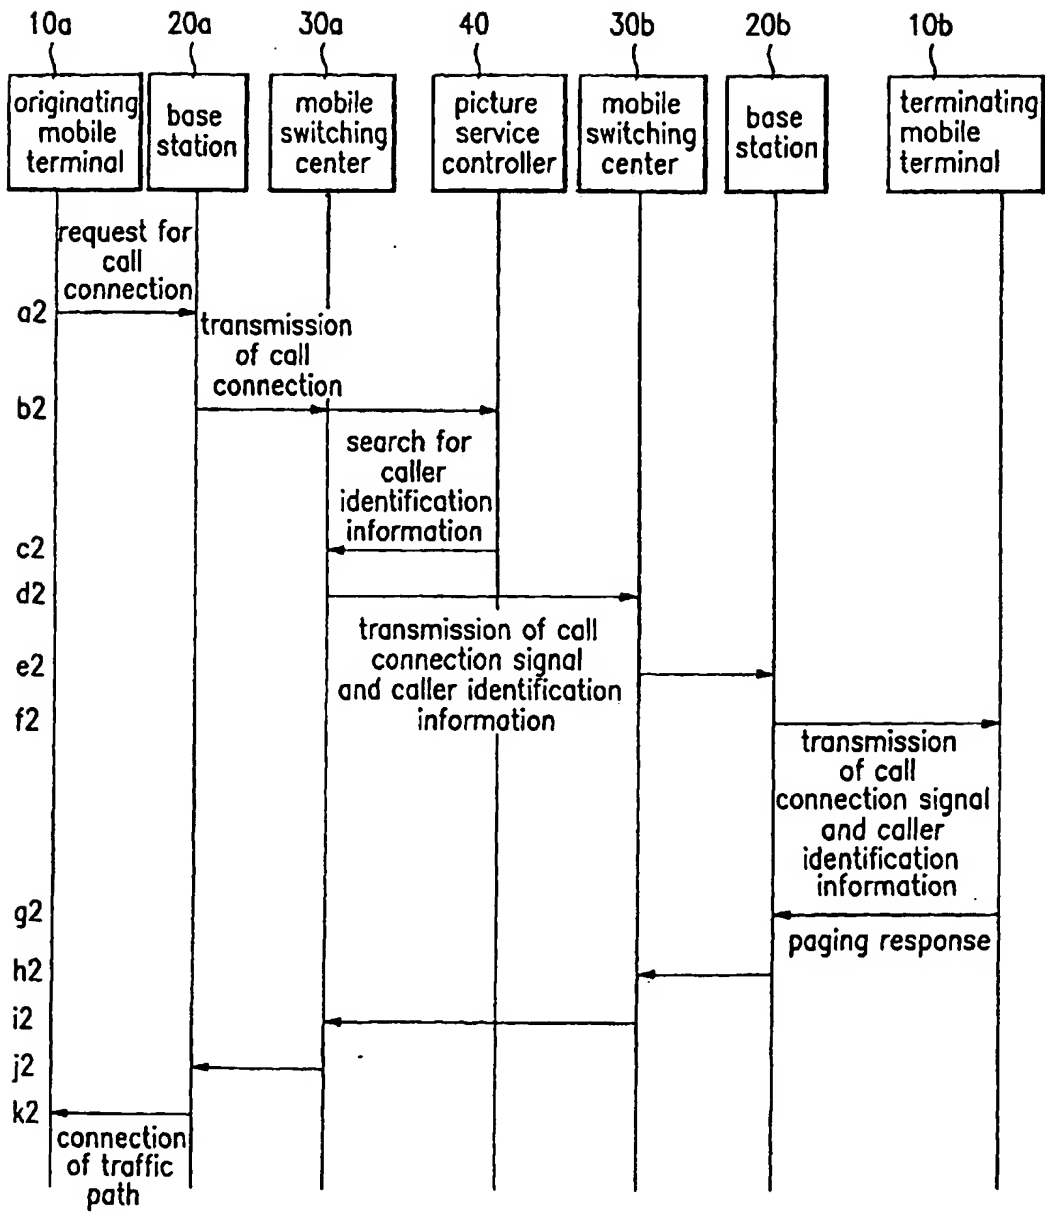 10a 20a 30a 40 30b 20b 10b
originating
mobile
terminal
base
station
mobile
switching
center
picture
service
controller
mobile
switching
center
base
station
terminating
mobile
terminal
request for
call
connection
a2
transmission
of call
connection
b2
search for
caller
identification
information
c2
d2
transmission of call
connection signal
and caller identification
information
e2
f2
transmission
of call
connection signal
and caller
identification
information
g2
paging response
h2
i2
j2
k2
connection
of traffic
path